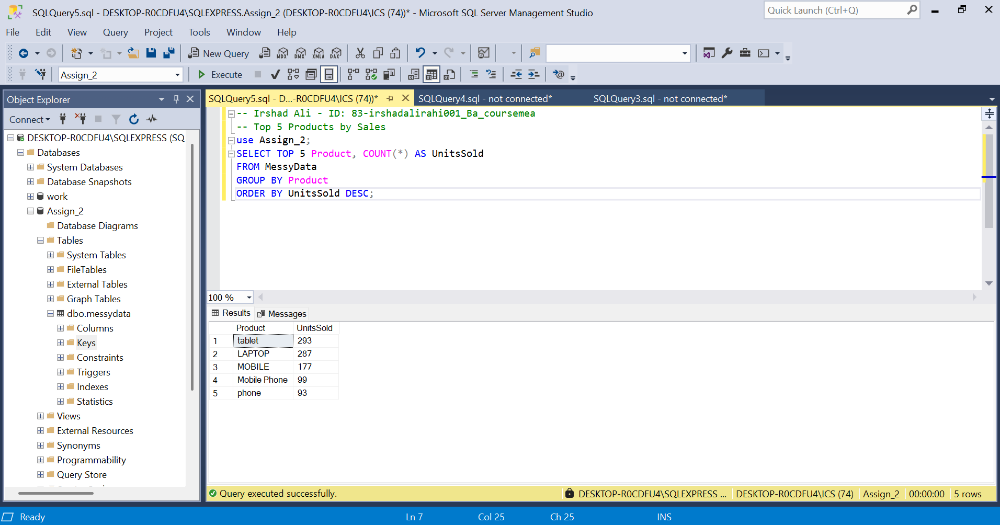 SQLQuery5.sql - DESKTOP-R0CDFU4\SQLEXPRESS.Assign_2 (DESKTOP-R0CDFU4\ICS (74))* - Microsoft SQL Server Management Studio
Quick Launch (Ctrl+Q)
File Edit View Query Project Tools Window Help
New Query MDX DMX XMLA DAX
Assign_2 Execute
Object Explorer
Connect
DESKTOP-R0CDFU4\SQLEXPRESS (SQ
Databases
System Databases
Database Snapshots
work
Assign_2
Database Diagrams
Tables
System Tables
FileTables
External Tables
Graph Tables
dbo.messydata
Columns
Keys
Constraints
Triggers
Indexes
Statistics
Views
External Resources
Synonyms
Programmability
Query Store
SQLQuery5.sql - D...-R0CDFU4\ICS (74))* SQLQuery4.sql - not connected* SQLQuery3.sql - not connected*
-- Irshad Ali - ID: 83-irshadalirahi001_Ba_coursemea
-- Top 5 Products by Sales
use Assign_2;
SELECT TOP 5 Product, COUNT(*) AS UnitsSold
FROM MessyData
GROUP BY Product
ORDER BY UnitsSold DESC;
100 %
Results Messages
Product UnitsSold
1 tablet 293
2 LAPTOP 287
3 MOBILE 177
4 Mobile Phone 99
5 phone 93
Query executed successfully. DESKTOP-R0CDFU4\SQLEXPRESS ... DESKTOP-R0CDFU4\ICS (74) Assign_2 00:00:00 5 rows
Ready Ln 7 Col 25 Ch 25 INS